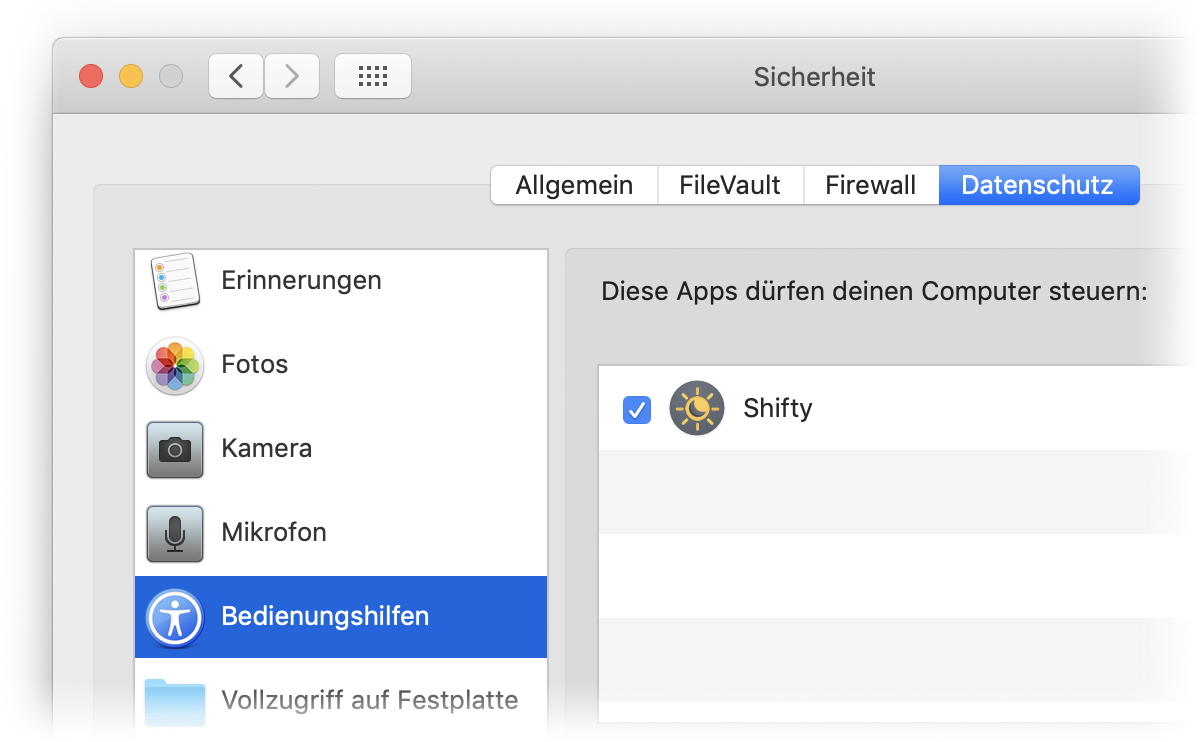 Sicherheit
Allgemein FileVault Firewall Datenschutz
Erinnerungen
Fotos
Kamera
Mikrofon
Bedienungshilfen
Vollzugriff auf Festplatte
Diese Apps dürfen deinen Computer steuern:
Shifty